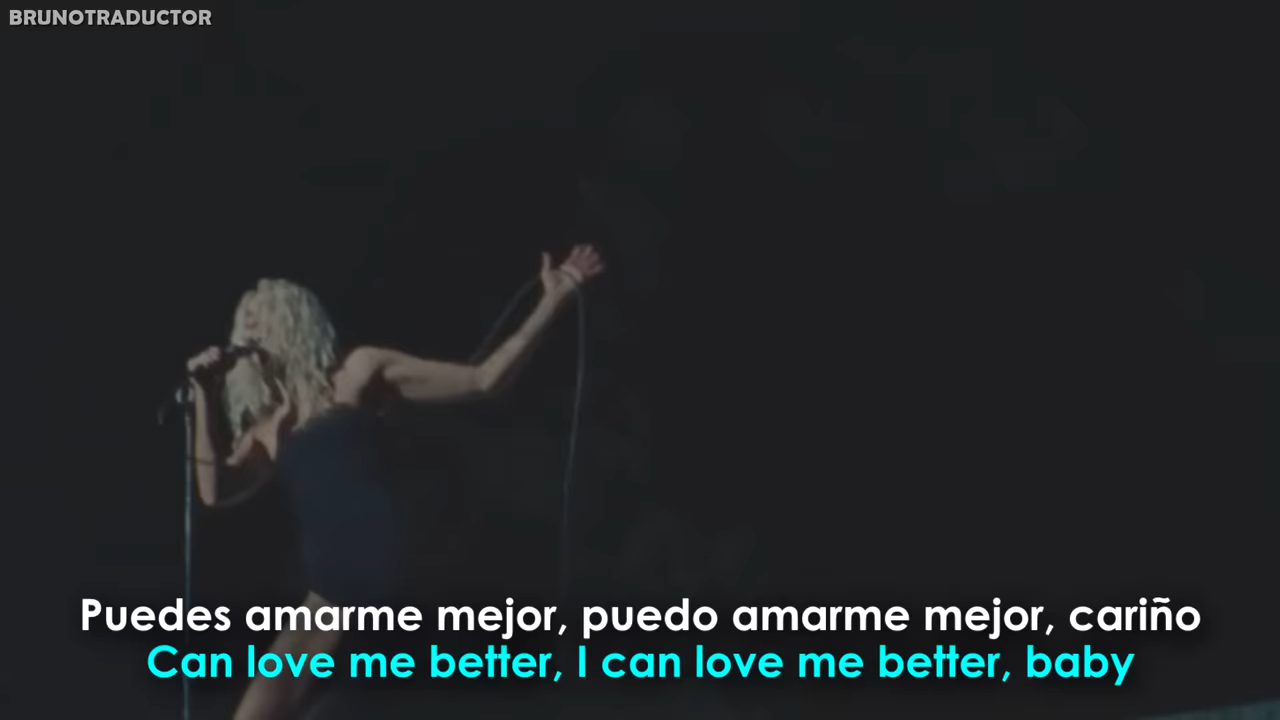 BRUNOTRADUCTOR
Puedes amarme mejor, puedo amarme mejor, cariño
Can love me better, I can love me better, baby